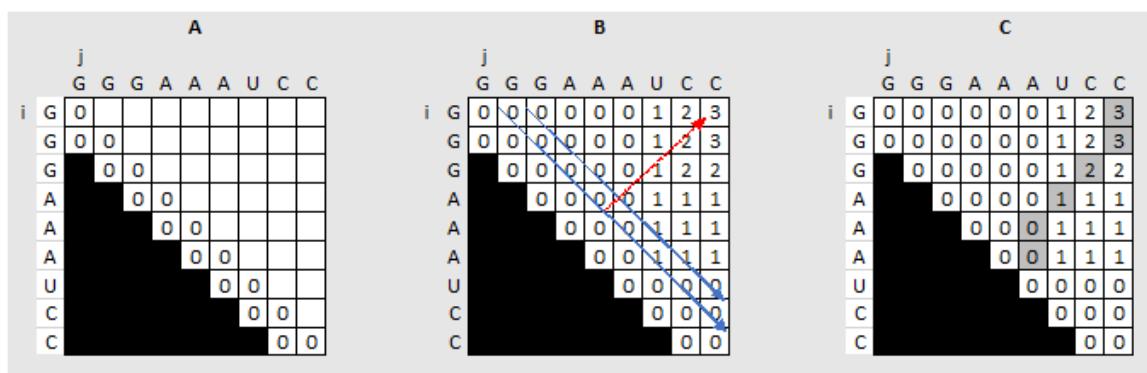 A
j
G G G A A A U C C
i G 0
G 0 0
G 0 0
A 0 0
A 0 0
A 0 0
U 0 0
C 0 0
C 0 0
B
j
G G G A A A U C C
i G 0 0 0 0 0 0 1 2 3
G 0 0 0 0 0 0 1 2 3
G 0 0 0 0 0 1 2 2
A 0 0 0 0 1 1 1
A 0 0 0 1 1 1
A 0 0 1 1 1
U 0 0 0 0
C 0 0 0
C 0 0
C
j
G G G A A A U C C
i G 0 0 0 0 0 0 1 2 3
G 0 0 0 0 0 0 1 2 3
G 0 0 0 0 0 1 2 2
A 0 0 0 0 1 1 1
A 0 0 0 1 1 1
A 0 0 1 1 1
U 0 0 0 0
C 0 0 0
C 0 0